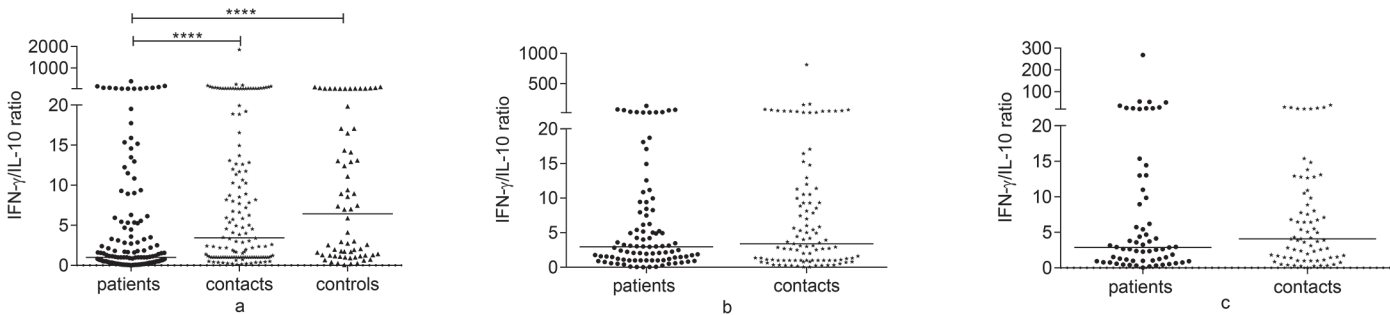 ****
****
IFN-γ/IL-10 ratio
2000
1000
20
15
10
5
0
patients
contacts
controls
a
IFN-γ/IL-10 ratio
1000
500
20
15
10
5
0
patients
contacts
b
IFN-γ/IL-10 ratio
300
200
100
20
15
10
5
0
patients
contacts
c